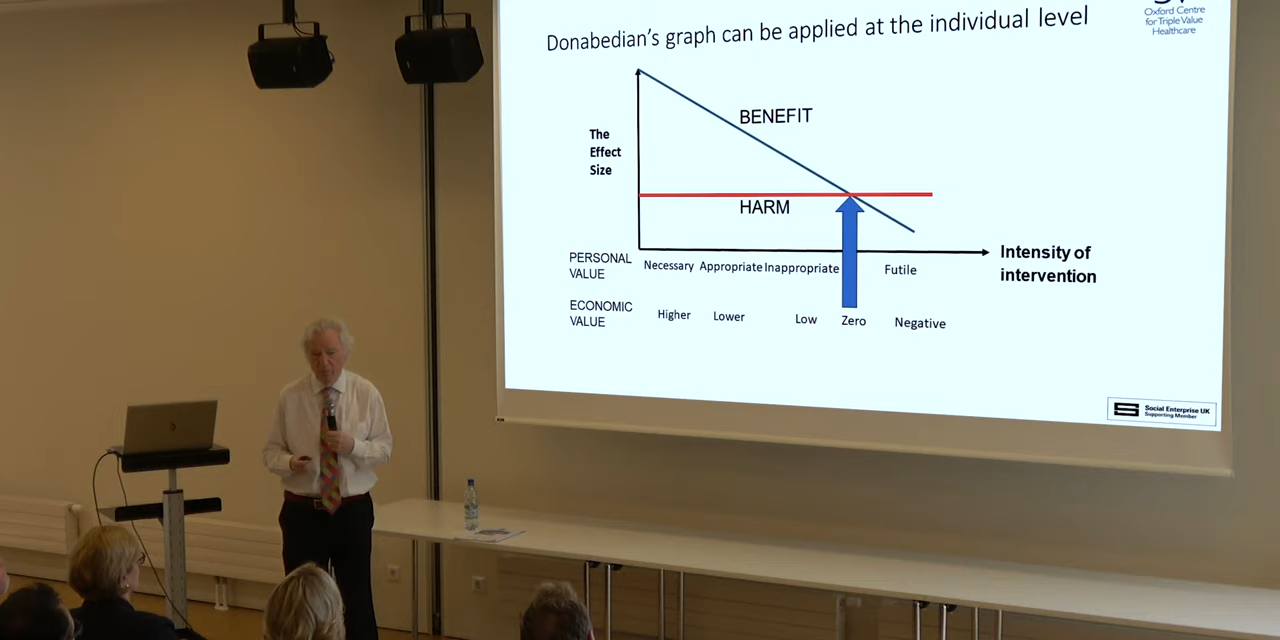 Donabedian's graph can be applied at the individual level
Oxford Centre
for Triple Value
Healthcare
BENEFIT
The
Effect
Size
HARM
Intensity of
intervention
PERSONAL
VALUE
Necessary Appropriate Inappropriate Futile
ECONOMIC
VALUE
Higher Lower Low Zero Negative
Social Enterprise UK
Supporting Member